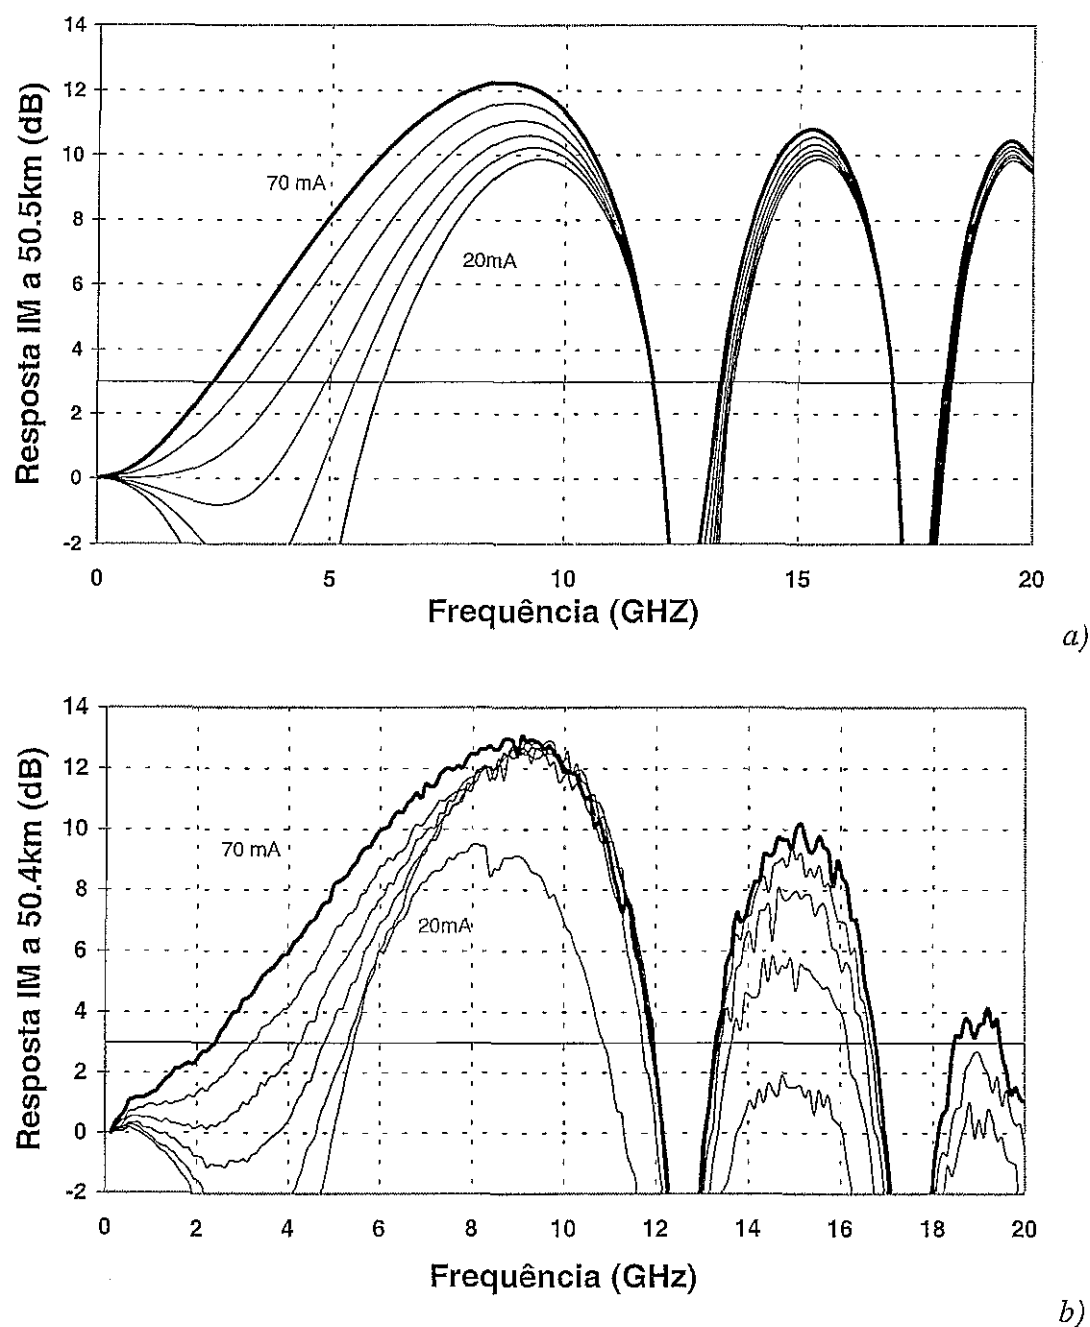 Resposta IM a 50.5km (dB)
14
12
10
8
6
4
2
0
-2
70 mA
20mA
0 5 10 15 20
Frequência (GHZ)
a)
Resposta IM a 50.4km (dB)
14
12
10
8
6
4
2
0
-2
70 mA
20mA
0 2 4 6 8 10 12 14 16 18 20
Frequência (GHz)
b)